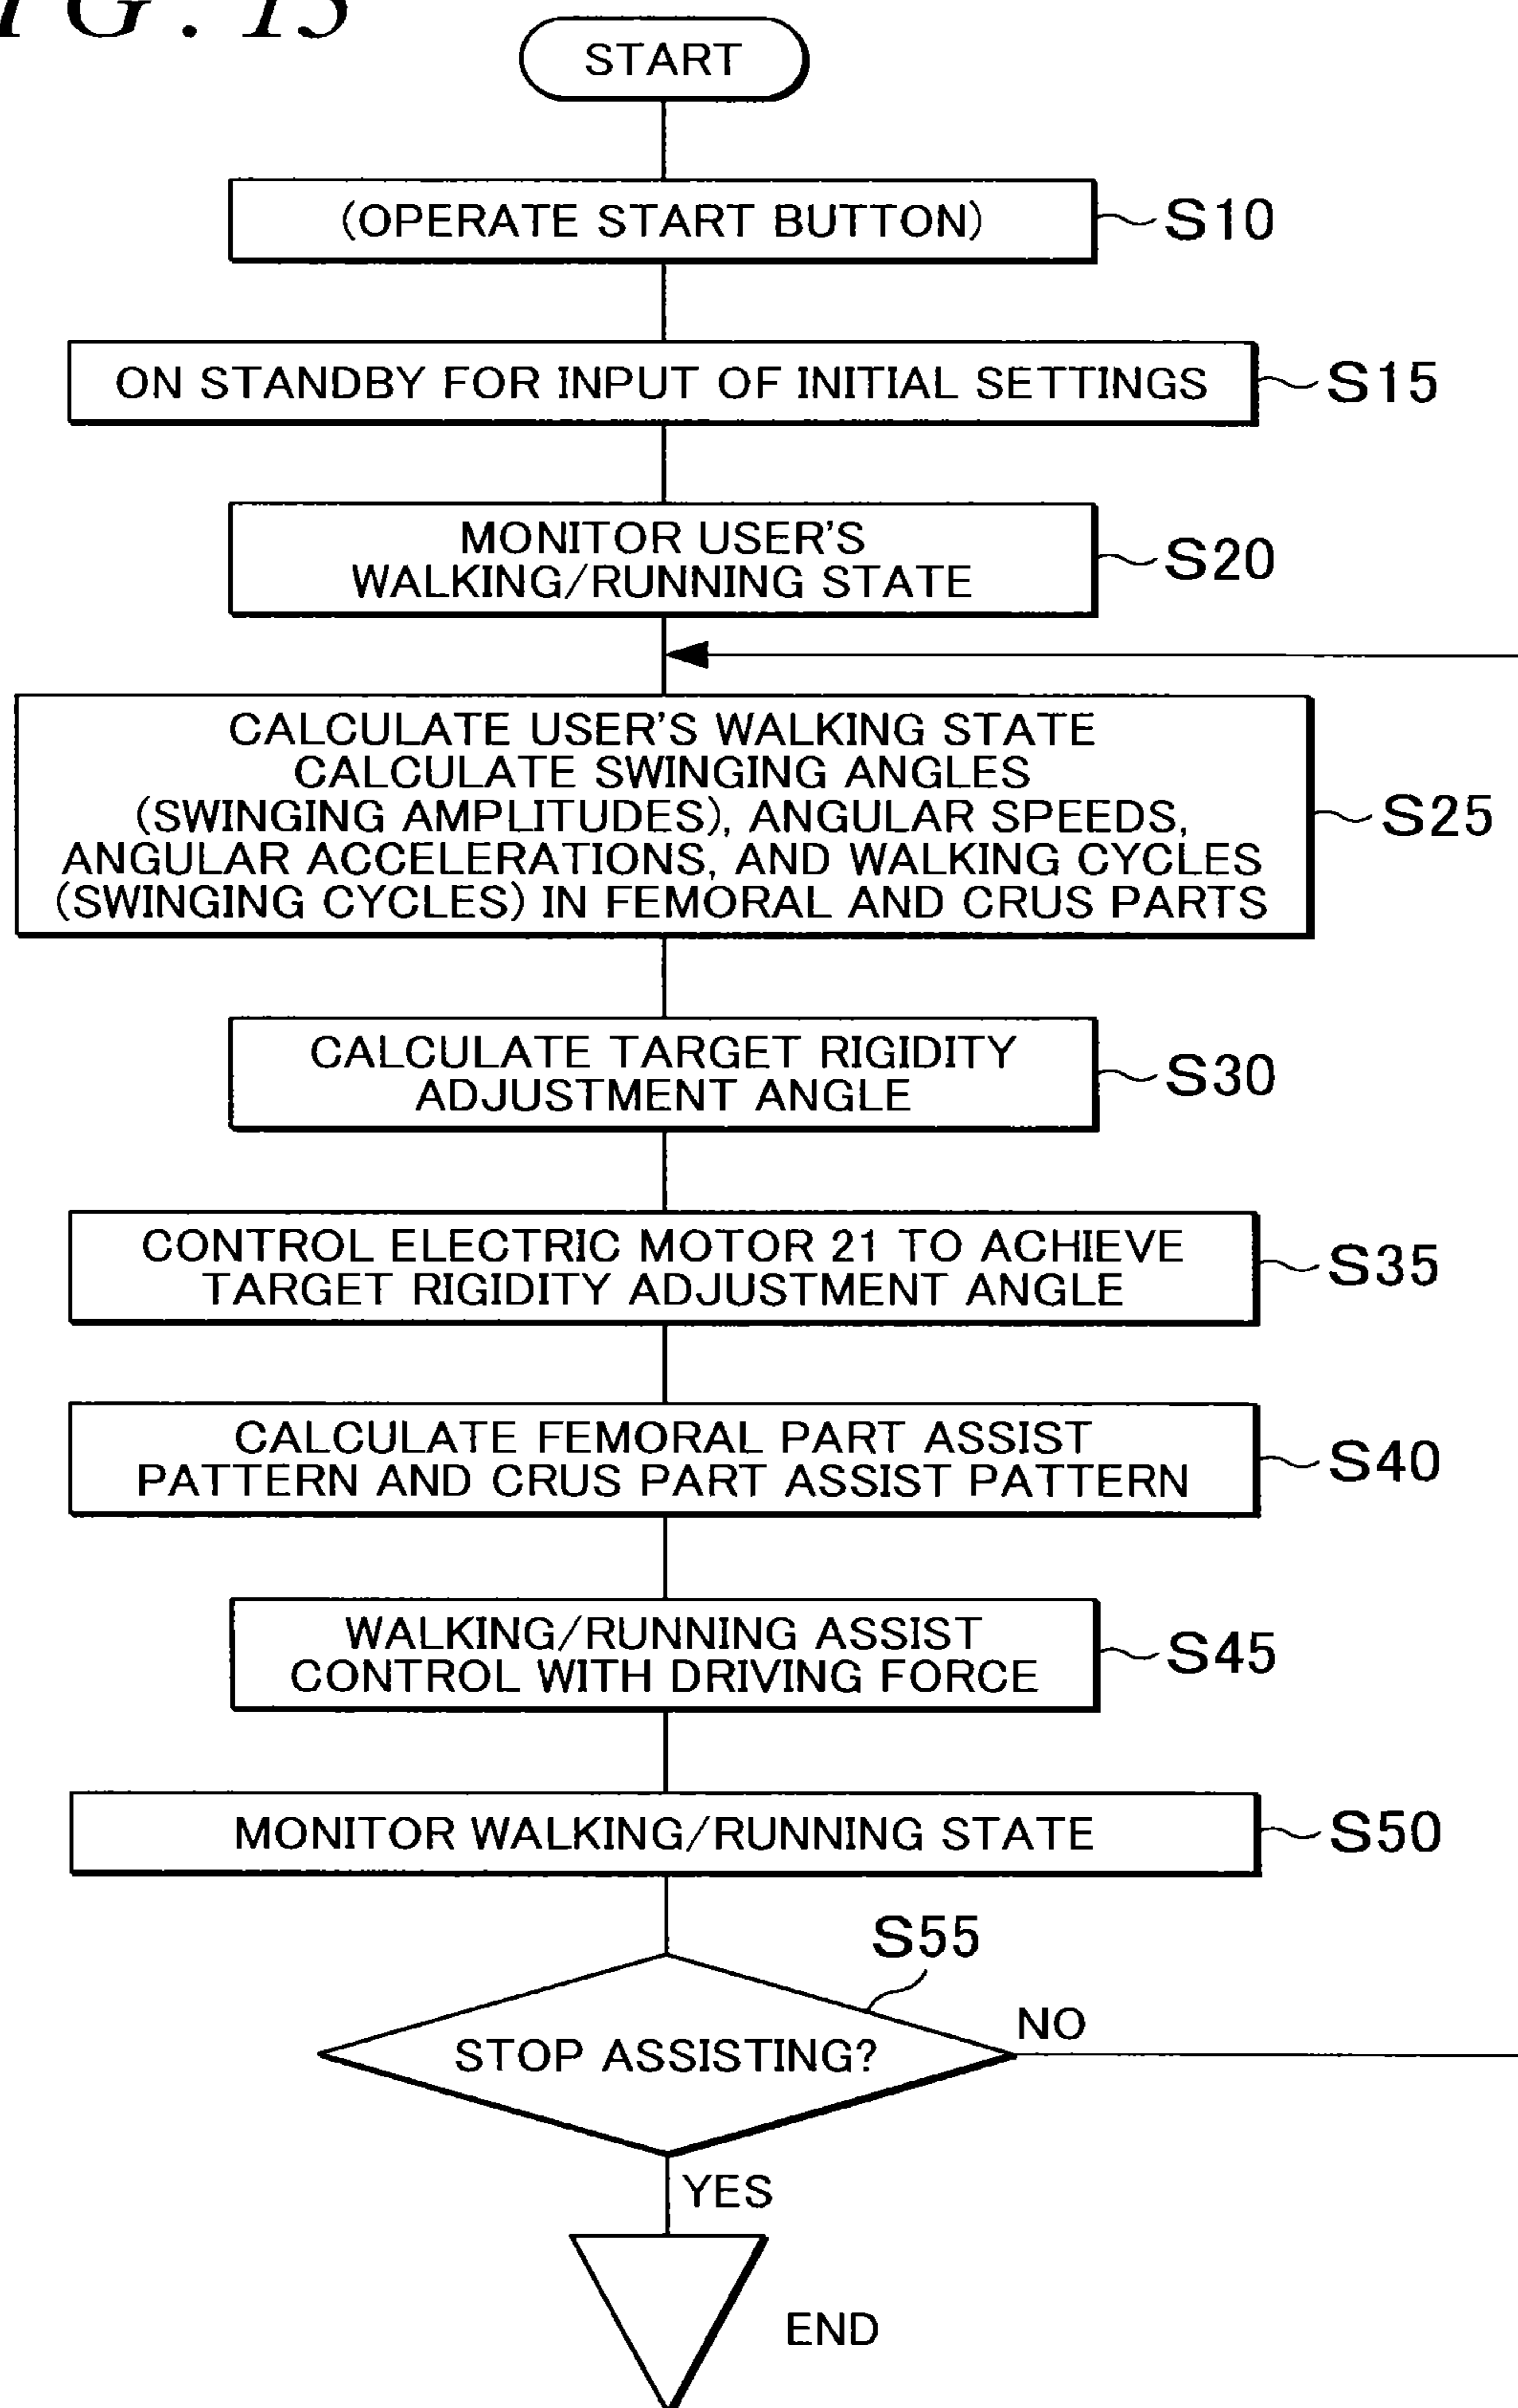 FIG. 15
START
(OPERATE START BUTTON)
S10
ON STANDBY FOR INPUT OF INITIAL SETTINGS
S15
MONITOR USER'S
WALKING/RUNNING STATE
S20
CALCULATE USER'S WALKING STATE
CALCULATE SWINGING ANGLES
(SWINGING AMPLITUDES), ANGULAR SPEEDS,
ANGULAR ACCELERATIONS, AND WALKING CYCLES
(SWINGING CYCLES) IN FEMORAL AND CRUS PARTS
S25
CALCULATE TARGET RIGIDITY
ADJUSTMENT ANGLE
S30
CONTROL ELECTRIC MOTOR 21 TO ACHIEVE
TARGET RIGIDITY ADJUSTMENT ANGLE
S35
CALCULATE FEMORAL PART ASSIST
PATTERN AND CRUS PART ASSIST PATTERN
S40
WALKING/RUNNING ASSIST
CONTROL WITH DRIVING FORCE
S45
MONITOR WALKING/RUNNING STATE
S50
S55
STOP ASSISTING?
NO
YES
END